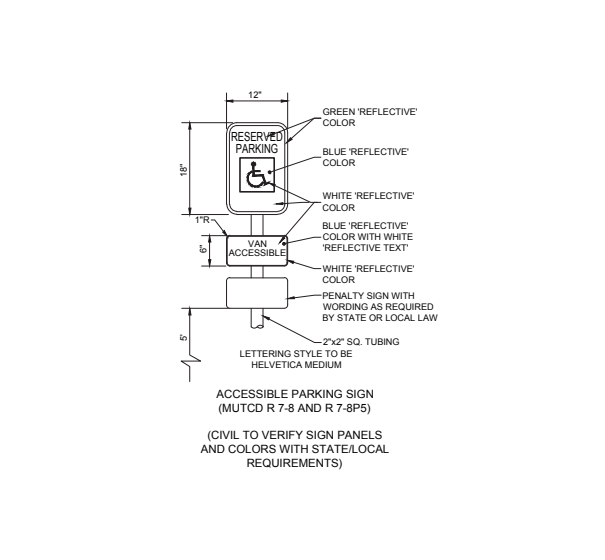 12"
GREEN 'REFLECTIVE'
COLOR
RESERVED
PARKING
BLUE 'REFLECTIVE'
COLOR
18"
WHITE 'REFLECTIVE'
COLOR
1"R
BLUE 'REFLECTIVE'
COLOR WITH WHITE
'REFLECTIVE TEXT'
VAN
ACCESSIBLE
6"
WHITE 'REFLECTIVE'
COLOR
PENALTY SIGN WITH
WORDING AS REQUIRED
BY STATE OR LOCAL LAW
5'
2"x2" SQ. TUBING
LETTERING STYLE TO BE
HELVETICA MEDIUM
ACCESSIBLE PARKING SIGN
(MUTCD R 7-8 AND R 7-8P5)
(CIVIL TO VERIFY SIGN PANELS
AND COLORS WITH STATE/LOCAL
REQUIREMENTS)